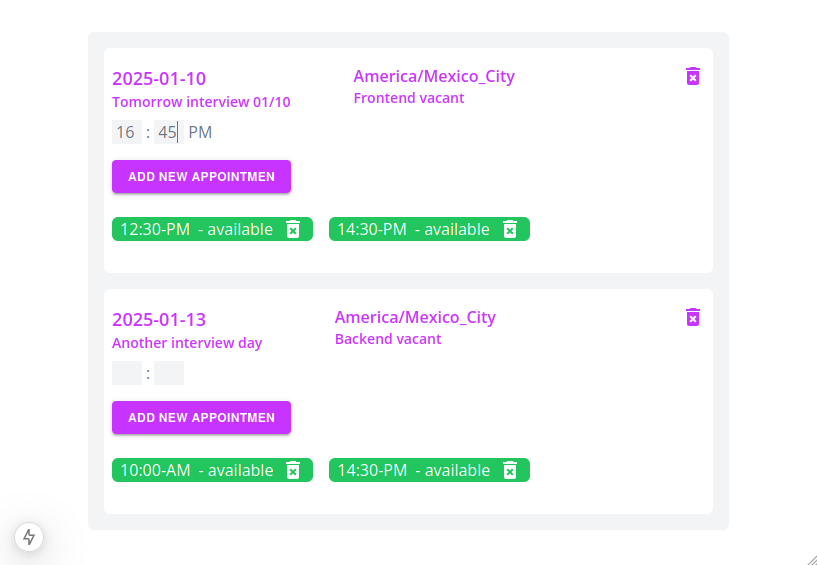 2025-01-10
America/Mexico_City
Tomorrow interview 01/10
Frontend vacant
16 : 45 PM
ADD NEW APPOINTMEN
12:30-PM - available
14:30-PM - available
2025-01-13
America/Mexico_City
Another interview day
Backend vacant
:
ADD NEW APPOINTMEN
10:00-AM - available
14:30-PM - available